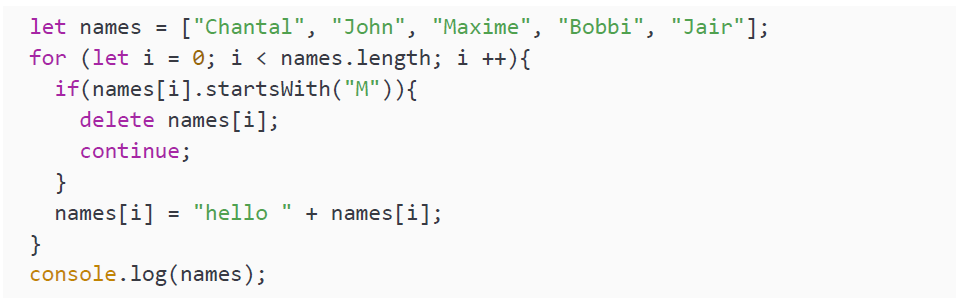 let names = ["Chantal", "John", "Maxime", "Bobbi", "Jair"];
for (let i = 0; i < names.length; i ++){
  if(names[i].startsWith("M")){
    delete names[i];
    continue;
  }
  names[i] = "hello " + names[i];
}
console.log(names);